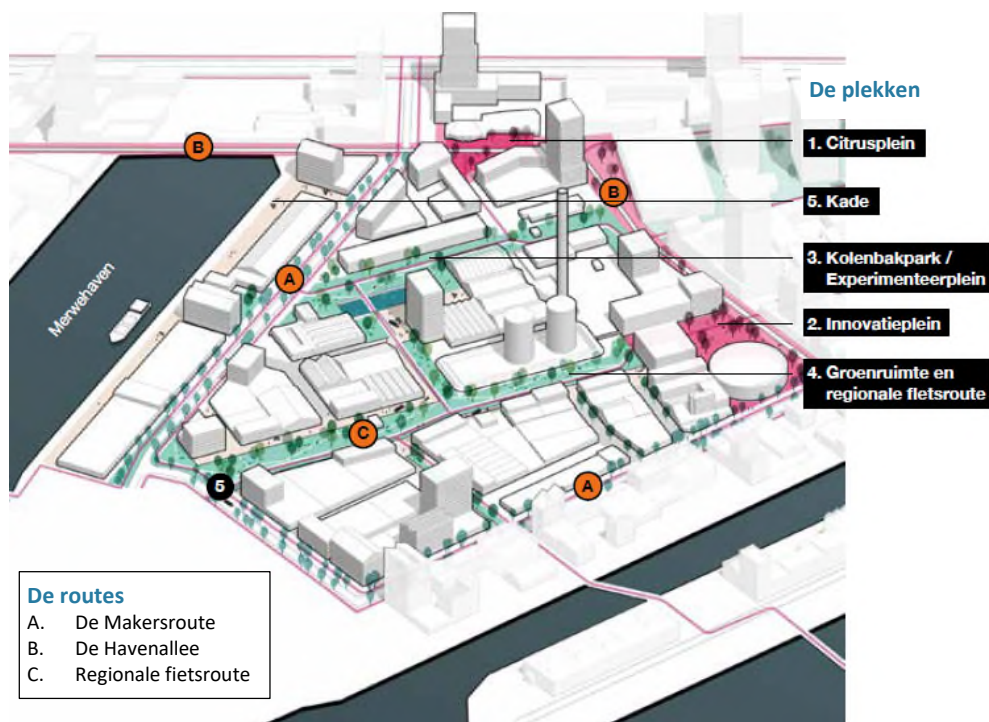 De plekken
1. Citrusplein
5. Kade
3. Kolenbakpark /
Experimenteerplein
2. Innovatieplein
4. Groenruimte en
regionale fietsroute
B
B
A
Merwehaven
C
5
A
De routes
A. De Makersroute
B. De Havenallee
C. Regionale fietsroute